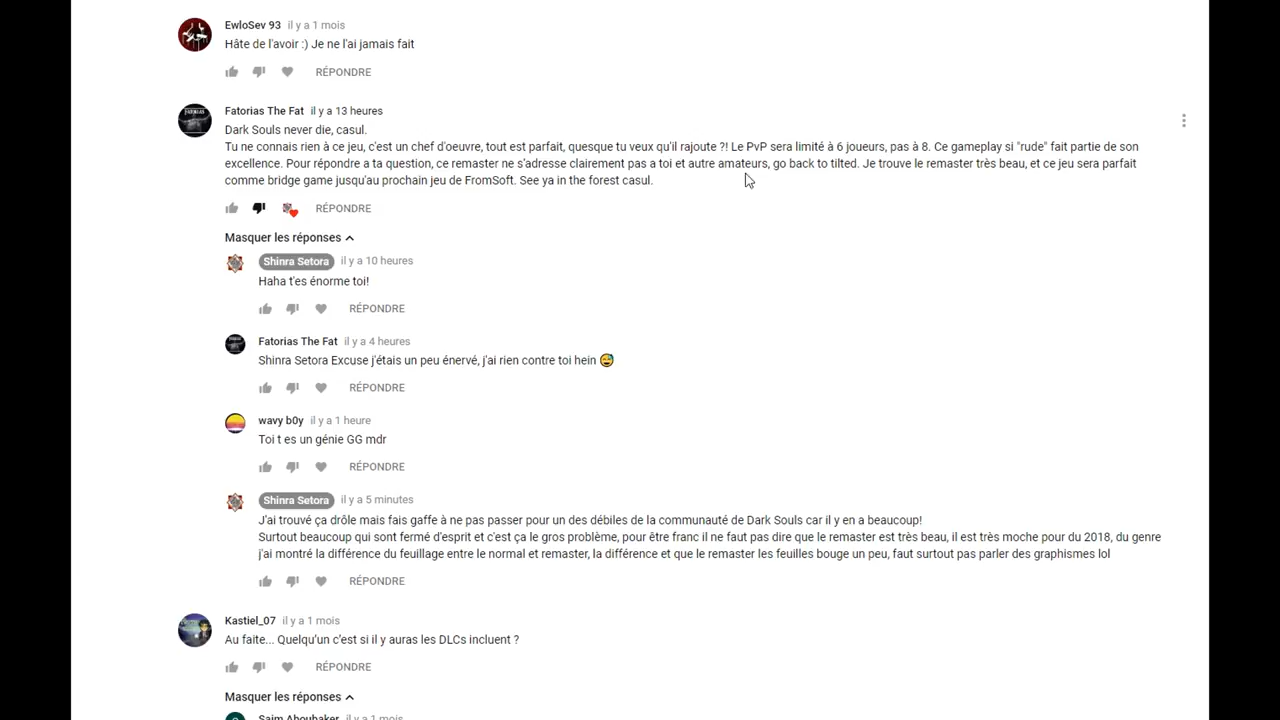 EwloSev 93 il y a 1 mois
Hâte de l'avoir :) Je ne l'ai jamais fait
RÉPONDRE
Fatorias The Fat il y a 13 heures
Dark Souls never die, casul.
Tu ne connais rien à ce jeu, c'est un chef d'oeuvre, tout est parfait, quesque tu veux qu'il rajoute ?! Le PvP sera limité à 6 joueurs, pas à 8. Ce gameplay si "rude" fait partie de son
excellence. Pour répondre a ta question, ce remaster ne s'adresse clairement pas a toi et autre amateurs, go back to tilted. Je trouve le remaster très beau, et ce jeu sera parfait
comme bridge game jusqu'au prochain jeu de FromSoft. See ya in the forest casul.
RÉPONDRE
Masquer les réponses
Shinra Setora il y a 10 heures
Haha t'es énorme toi!
RÉPONDRE
Fatorias The Fat il y a 4 heures
Shinra Setora Excuse j'étais un peu énervé, j'ai rien contre toi hein 😅
RÉPONDRE
wavy b0y il y a 1 heure
Toi t es un génie GG mdr
RÉPONDRE
Shinra Setora il y a 5 minutes
J'ai trouvé ça drôle mais fais gaffe à ne pas passer pour un des débiles de la communauté de Dark Souls car il y en a beaucoup!
Surtout beaucoup qui sont fermé d'esprit et c'est ça le gros problème, pour être franc il ne faut pas dire que le remaster est très beau, il est très moche pour du 2018, du genre
j'ai montré la différence du feuillage entre le normal et remaster, la différence et que le remaster les feuilles bouge un peu, faut surtout pas parler des graphismes lol
RÉPONDRE
Kastiel_07 il y a 1 mois
Au faite... Quelqu'un c'est si il y auras les DLCs incluent ?
RÉPONDRE
Masquer les réponses
Saim Aboubaker il y a 1 mois